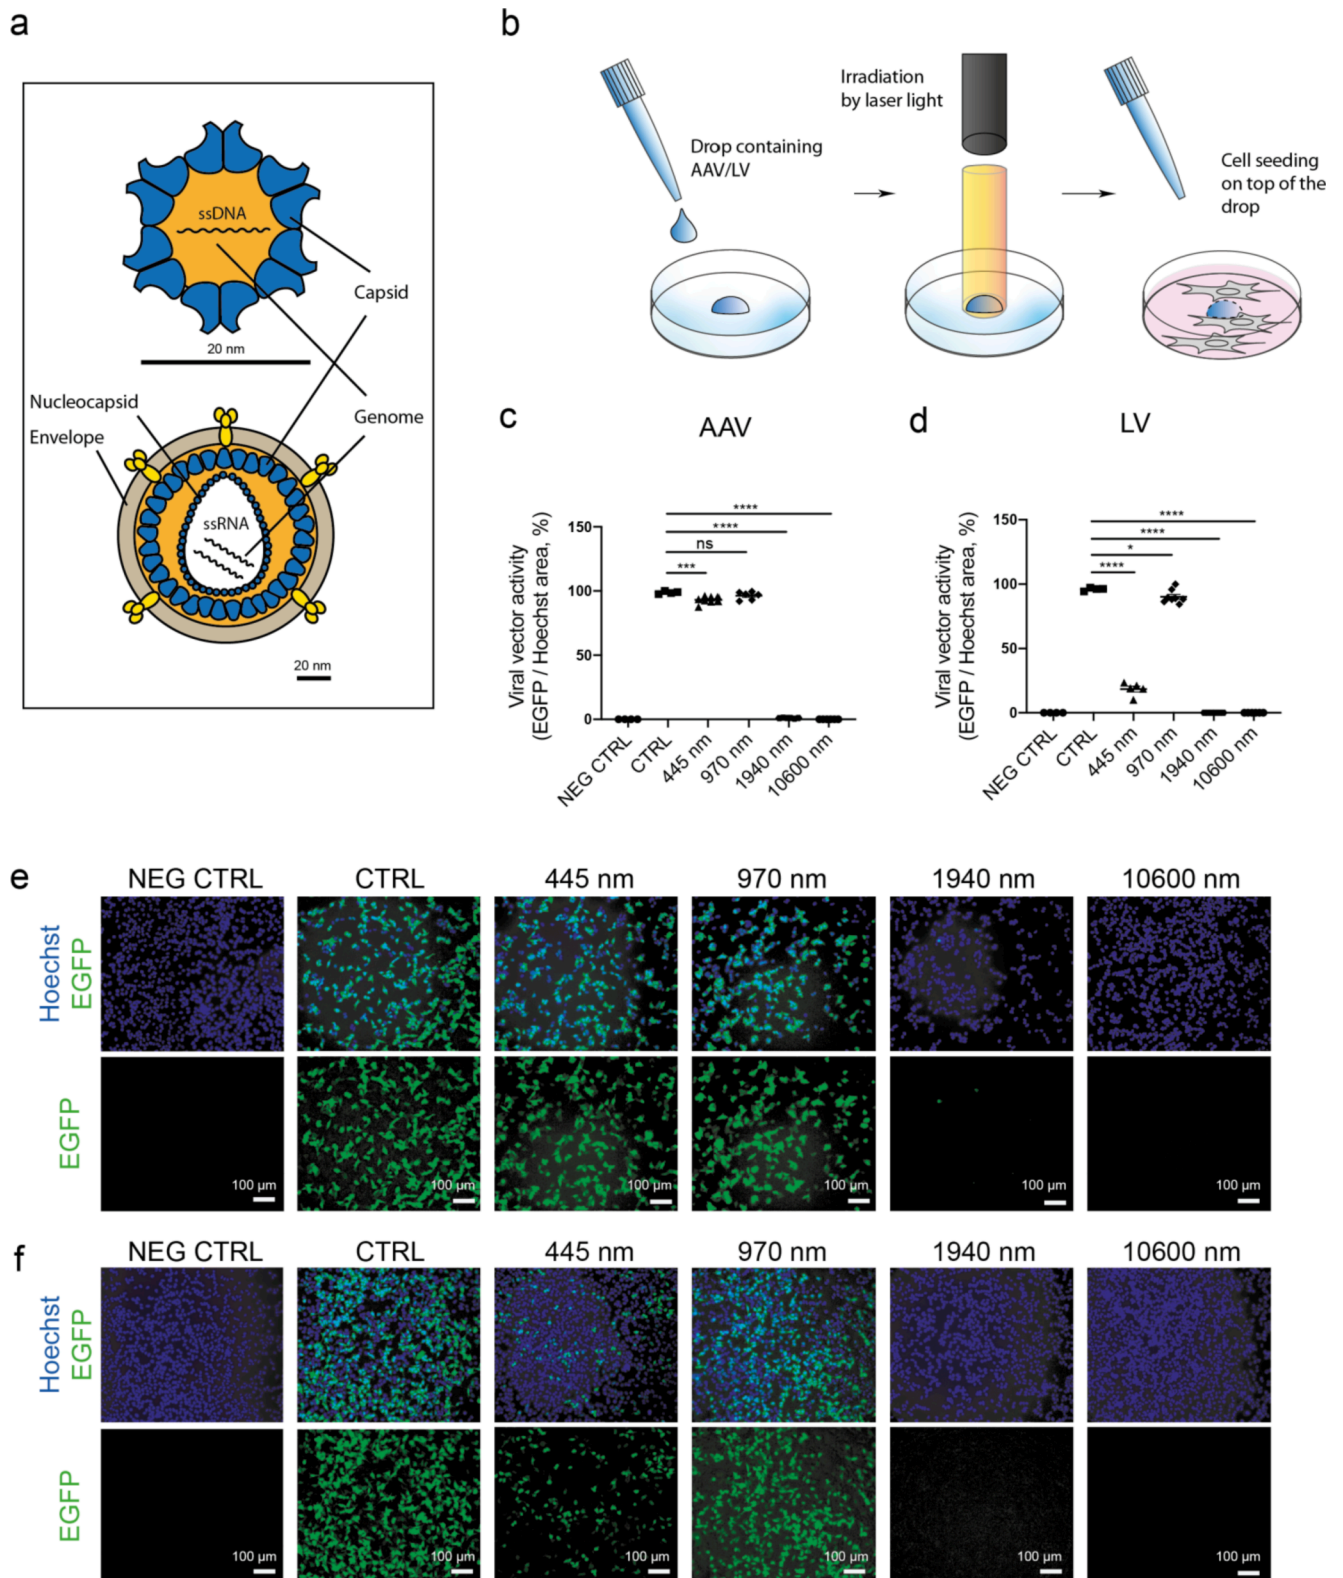 a
ssDNA
Capsid
20 nm
Nucleocapsid
Genome
Envelope
ssRNA
20 nm
b
Drop containing
AAV/LV
Irradiation
by laser light
Cell seeding
on top of the
drop
c
AAV
Viral vector activity
(EGFP / Hoechst area, %)
150
100
50
0
****
****
ns
***
NEG CTRL
CTRL
445 nm
970 nm
1940 nm
10600 nm
d
LV
Viral vector activity
(EGFP / Hoechst area, %)
150
100
50
0
****
****
*
****
NEG CTRL
CTRL
445 nm
970 nm
1940 nm
10600 nm
e
NEG CTRL CTRL 445 nm 970 nm 1940 nm 10600 nm
Hoechst
EGFP
EGFP
100 µm 100 µm 100 µm 100 µm 100 µm 100 µm
f
NEG CTRL CTRL 445 nm 970 nm 1940 nm 10600 nm
Hoechst
EGFP
EGFP
100 µm 100 µm 100 µm 100 µm 100 µm 100 µm